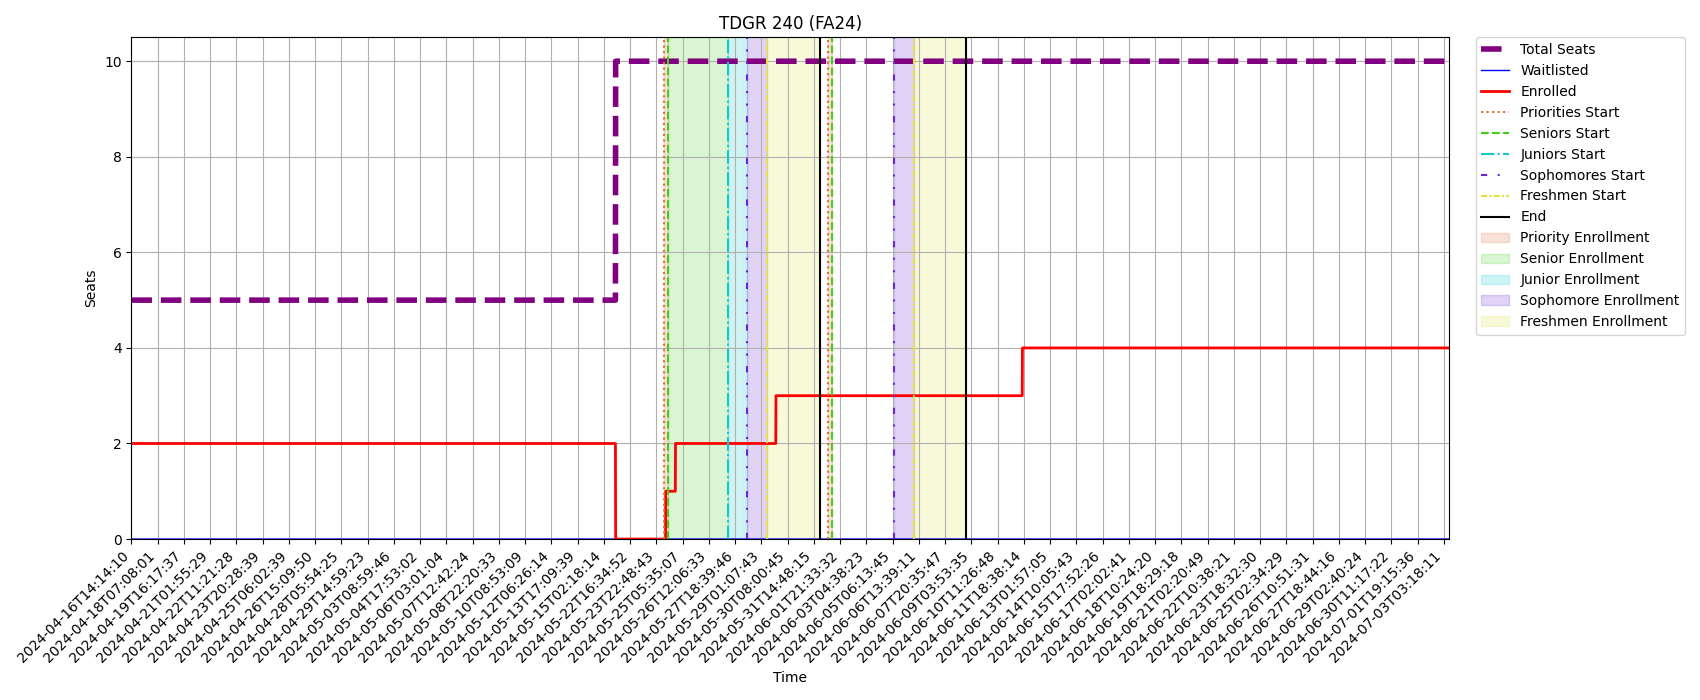 TDGR 240 (FA24)
Total Seats
Waitlisted
Enrolled
Priorities Start
Seniors Start
Juniors Start
Sophomores Start
Freshmen Start
End
Priority Enrollment
Senior Enrollment
Junior Enrollment
Sophomore Enrollment
Freshmen Enrollment
Seats
10
8
6
4
2
0
2024-04-16T14:14:10
2024-04-18T07:08:01
2024-04-19T16:17:37
2024-04-21T01:55:29
2024-04-22T11:21:28
2024-04-23T20:28:39
2024-04-25T06:02:39
2024-04-26T15:09:50
2024-04-28T05:54:25
2024-04-29T14:59:23
2024-05-03T08:59:46
2024-05-04T17:53:02
2024-05-06T03:01:04
2024-05-07T12:42:24
2024-05-08T22:20:33
2024-05-10T08:53:09
2024-05-12T06:26:14
2024-05-13T17:09:39
2024-05-15T02:18:14
2024-05-22T16:34:52
2024-05-23T22:48:43
2024-05-25T05:35:07
2024-05-26T12:06:33
2024-05-27T18:39:46
2024-05-29T01:07:43
2024-05-30T08:00:45
2024-05-31T14:48:15
2024-06-01T21:33:32
2024-06-03T04:38:23
2024-06-05T06:13:45
2024-06-06T13:39:11
2024-06-07T20:35:47
2024-06-09T03:53:35
2024-06-10T11:26:48
2024-06-11T18:38:14
2024-06-13T01:57:05
2024-06-14T10:05:43
2024-06-15T17:52:26
2024-06-17T02:02:41
2024-06-18T10:24:20
2024-06-19T18:29:18
2024-06-21T02:20:49
2024-06-22T10:38:21
2024-06-23T18:32:30
2024-06-25T02:34:29
2024-06-26T10:51:31
2024-06-27T18:44:16
2024-06-29T02:40:24
2024-06-30T11:17:22
2024-07-01T19:15:36
2024-07-03T03:18:11
Time